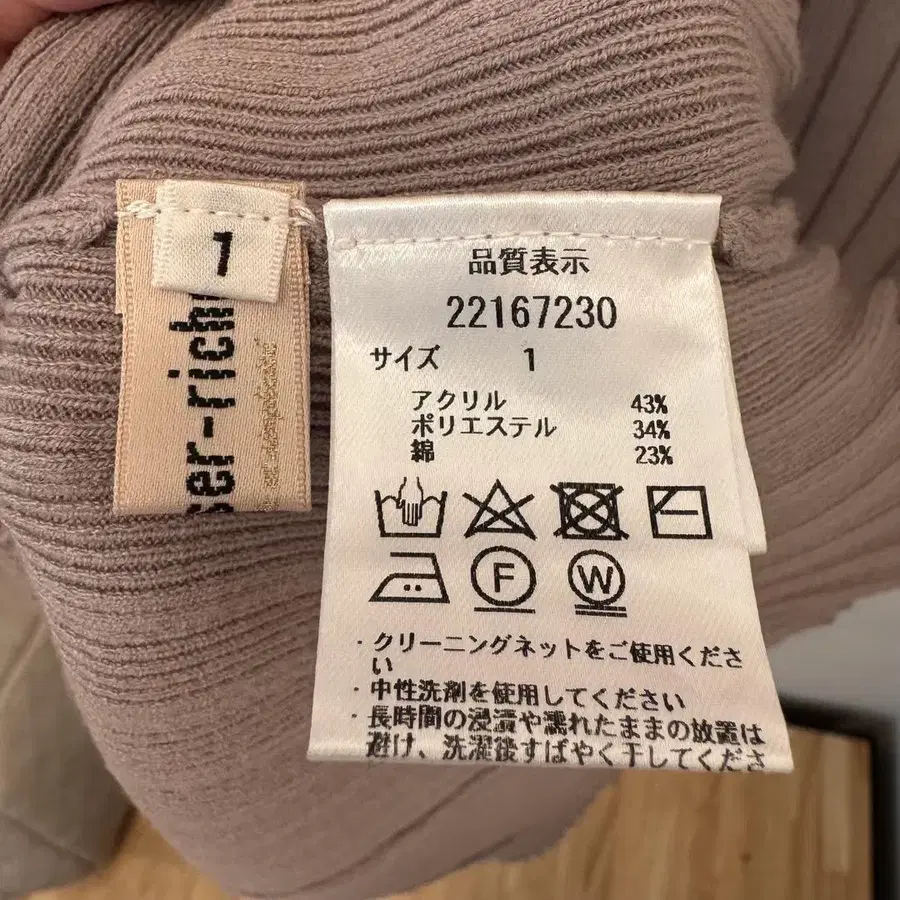 1
品質表示
22167230
サイズ 1
アクリル 43%
ポリエステル 34%
綿 23%
F W
・クリーニングネットをご使用くださ
い
・中性洗剤を使用してください
・長時間の浸漬や濡れたままの放置は
避け、洗濯後すばやく干してくださ